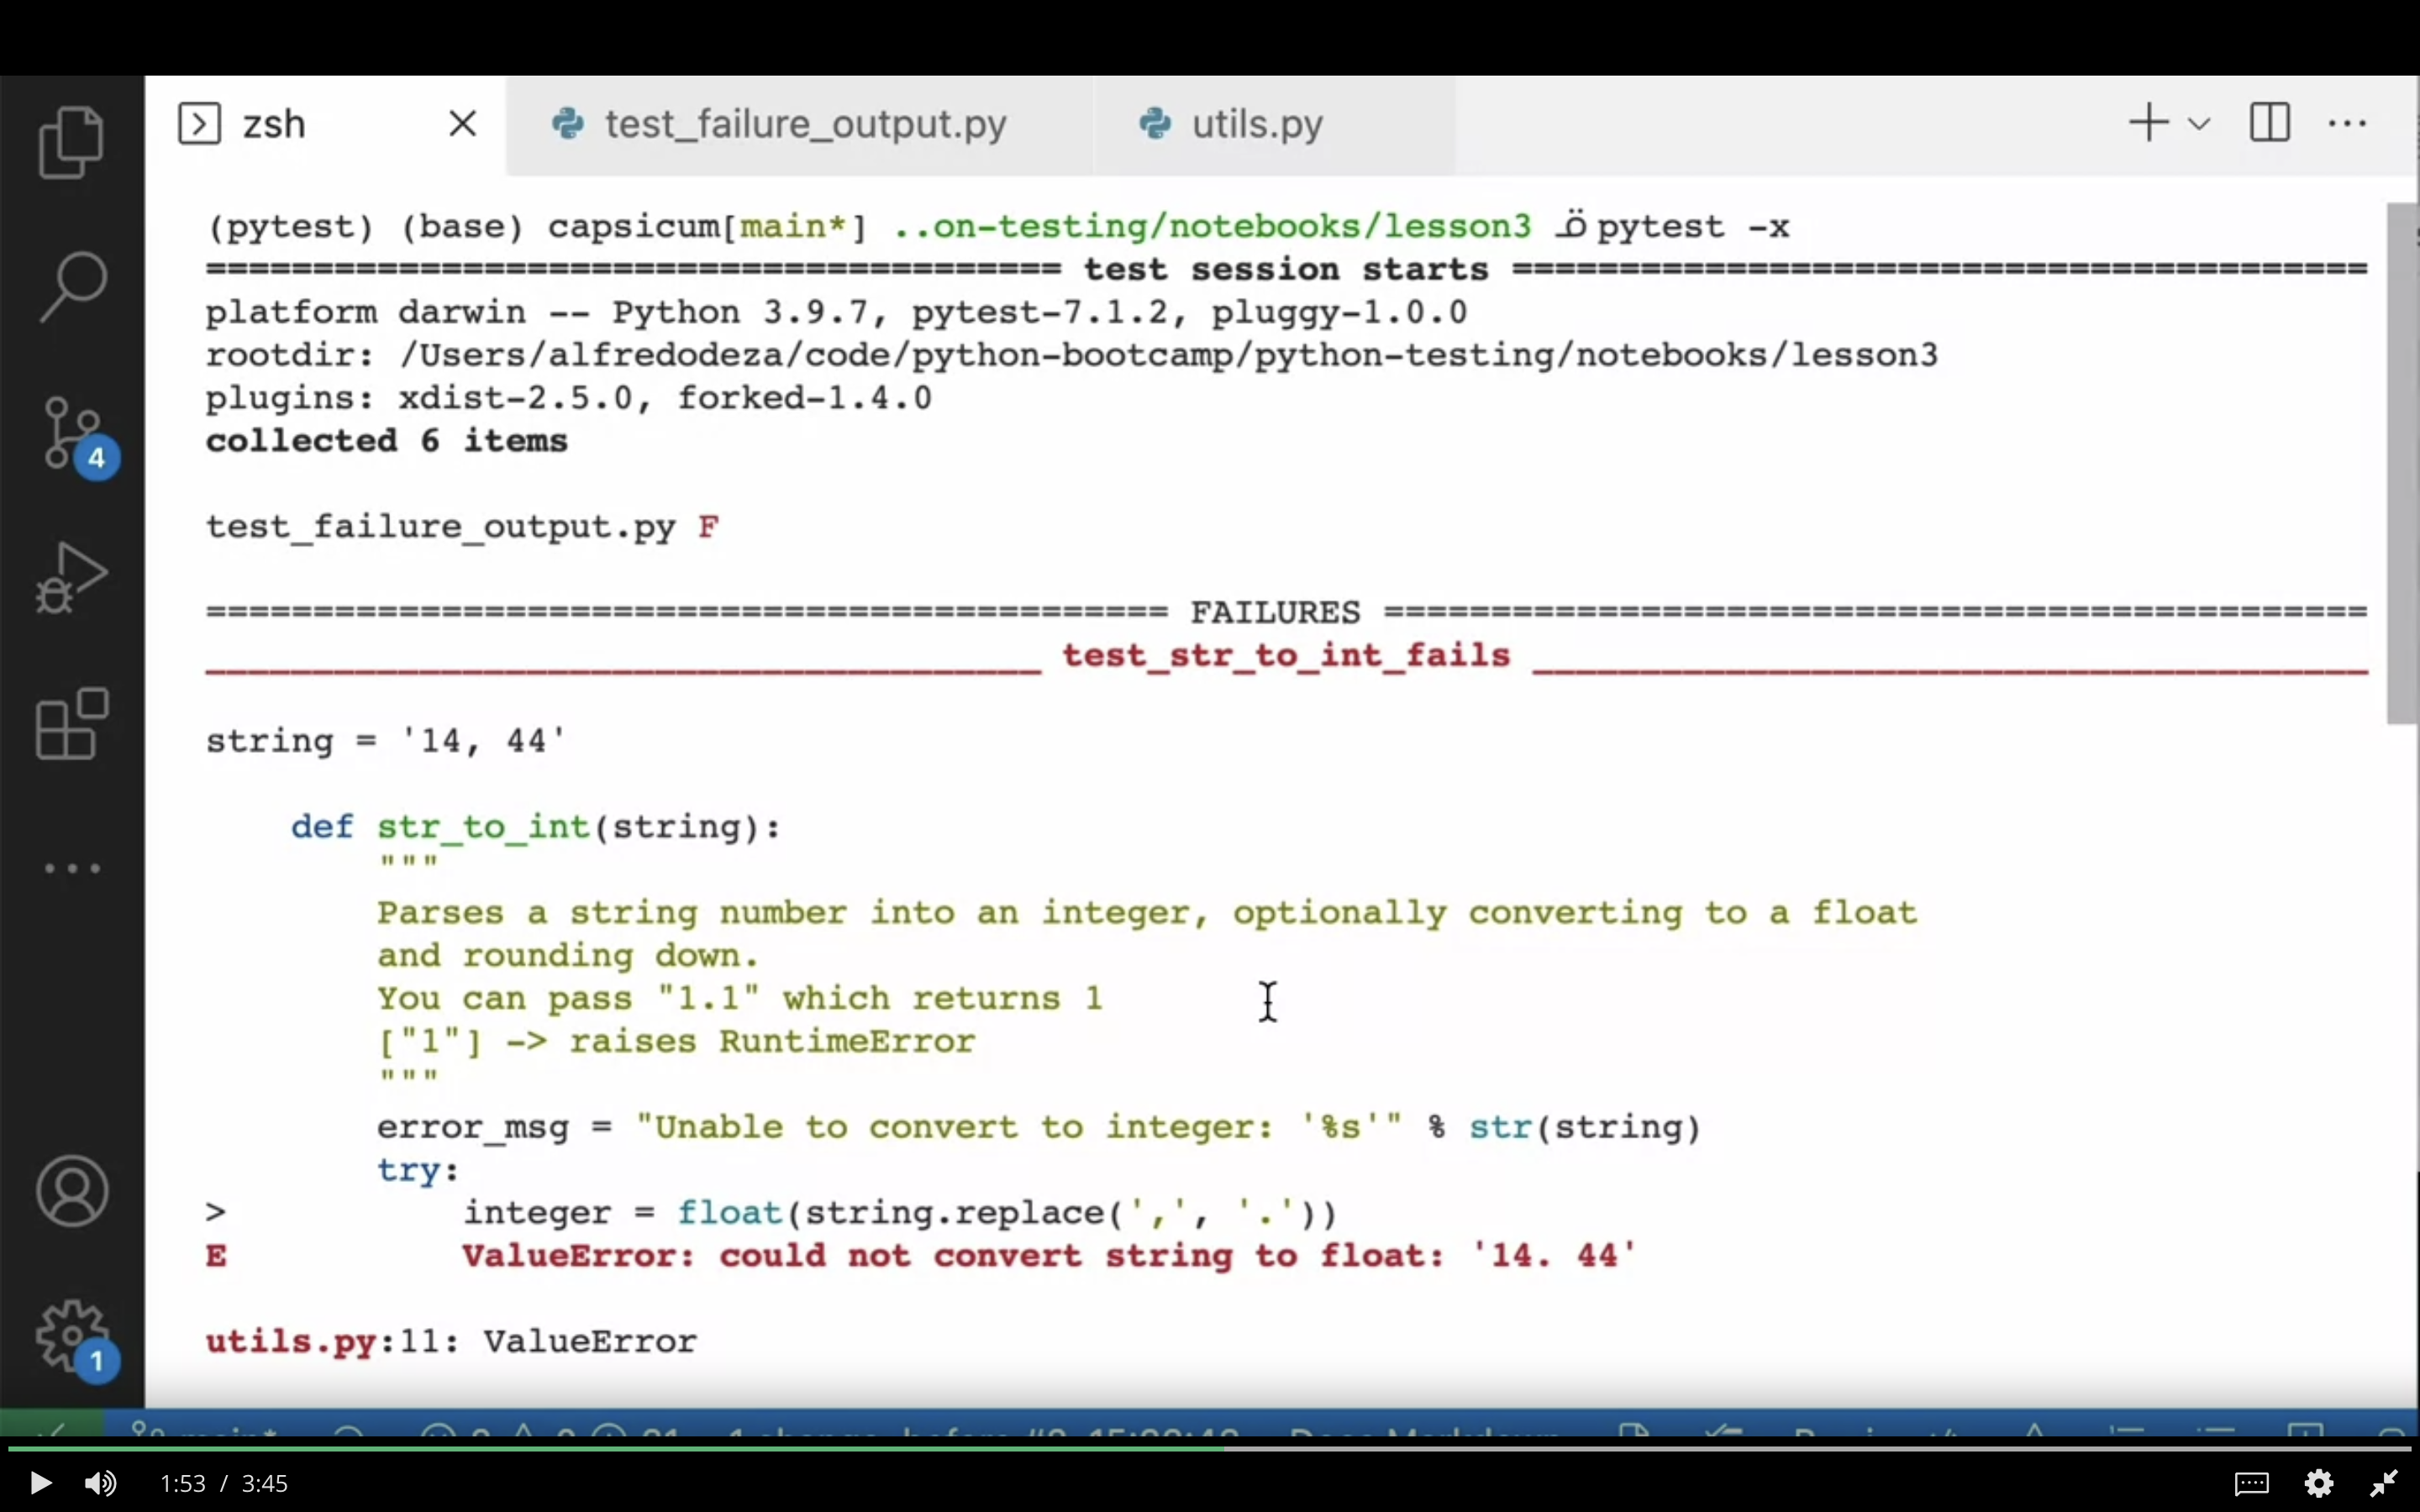 zsh
test_failure_output.py
utils.py
(pytest) (base) capsicum[main*] ..on-testing/notebooks/lesson3 pytest -x
======================================== test session starts ========================================
platform darwin -- Python 3.9.7, pytest-7.1.2, pluggy-1.0.0
rootdir: /Users/alfredodeza/code/python-bootcamp/python-testing/notebooks/lesson3
plugins: xdist-2.5.0, forked-1.4.0
collected 6 items
4
test_failure_output.py F
============================================= FAILURES ==============================================
_______________________________________ test_str_to_int_fails _______________________________________
string = '14, 44'
def str_to_int(string):
"""
Parses a string number into an integer, optionally converting to a float
and rounding down.
You can pass "1.1" which returns 1
["1"] -> raises RuntimeError
"""
error_msg = "Unable to convert to integer: '%s'" % str(string)
try:
> integer = float(string.replace(',', '.'))
E ValueError: could not convert string to float: '14. 44'
utils.py:11: ValueError
1
1:53 / 3:45